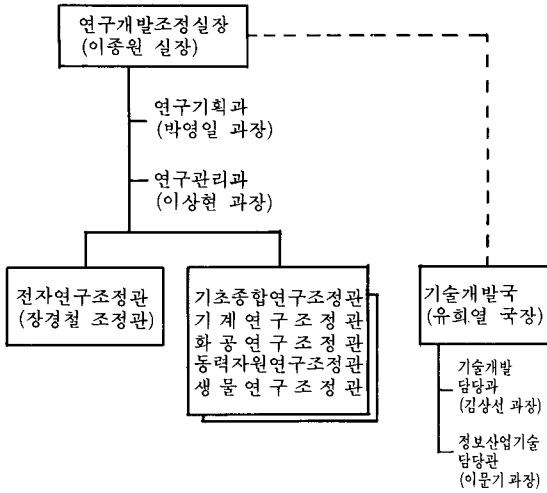 연구개발조정실장
(이종원 실장)
연구기획과
(박영일 과장)
연구관리과
(이상현 과장)
전자연구조정관
(장경철 조정관)
기초종합연구조정관
기계연구조정관
화공연구조정관
동력자원연구조정관
생물연구조정관
기술개발국
(유희열 국장)
기술개발
담당과
(김상선 과장)
정보산업기술
담당관
(이문기 과장)